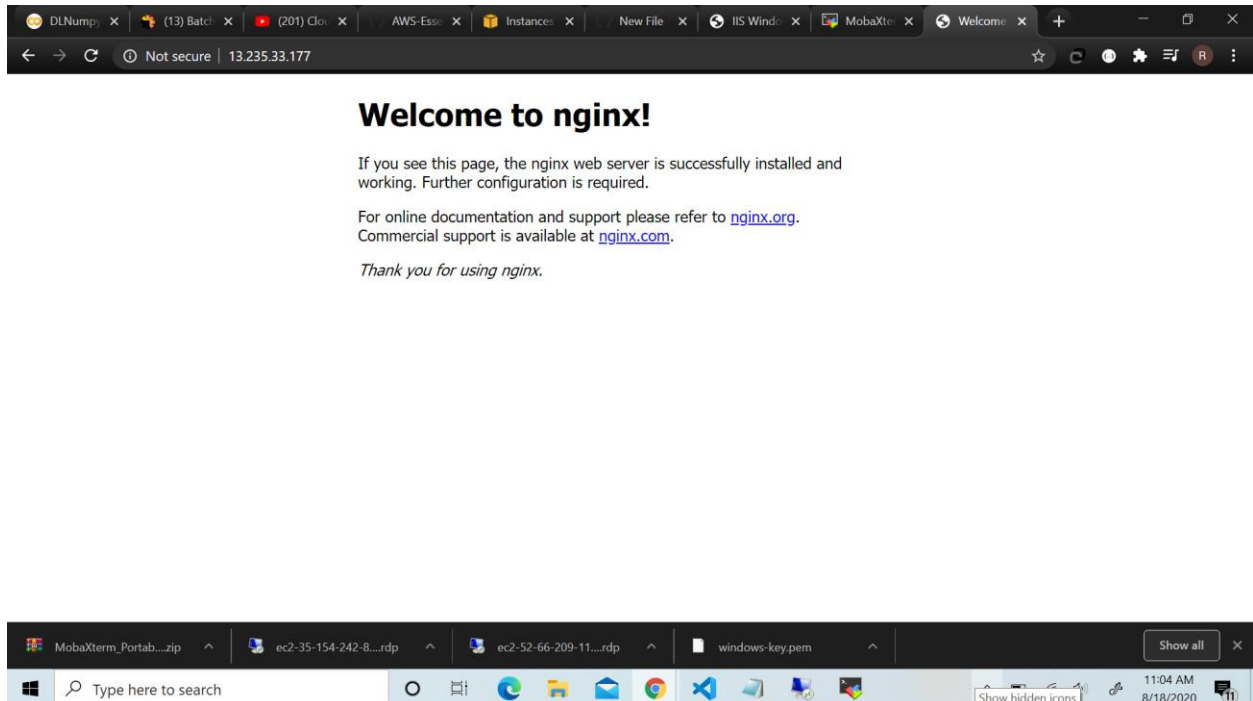 DLNumpy
(13) Batch
(201) Clou
AWS-Esse
Instances
New File
IIS Windo
MobaXter
Welcome
Not secure | 13.235.33.177
R
Welcome to nginx!
If you see this page, the nginx web server is successfully installed and
working. Further configuration is required.
For online documentation and support please refer to nginx.org.
Commercial support is available at nginx.com.
Thank you for using nginx.
MobaXterm_Portab....zip
ec2-35-154-242-8....rdp
ec2-52-66-209-11....rdp
windows-key.pem
Show all
Type here to search
Show hidden icons
11:04 AM
8/18/2020
11